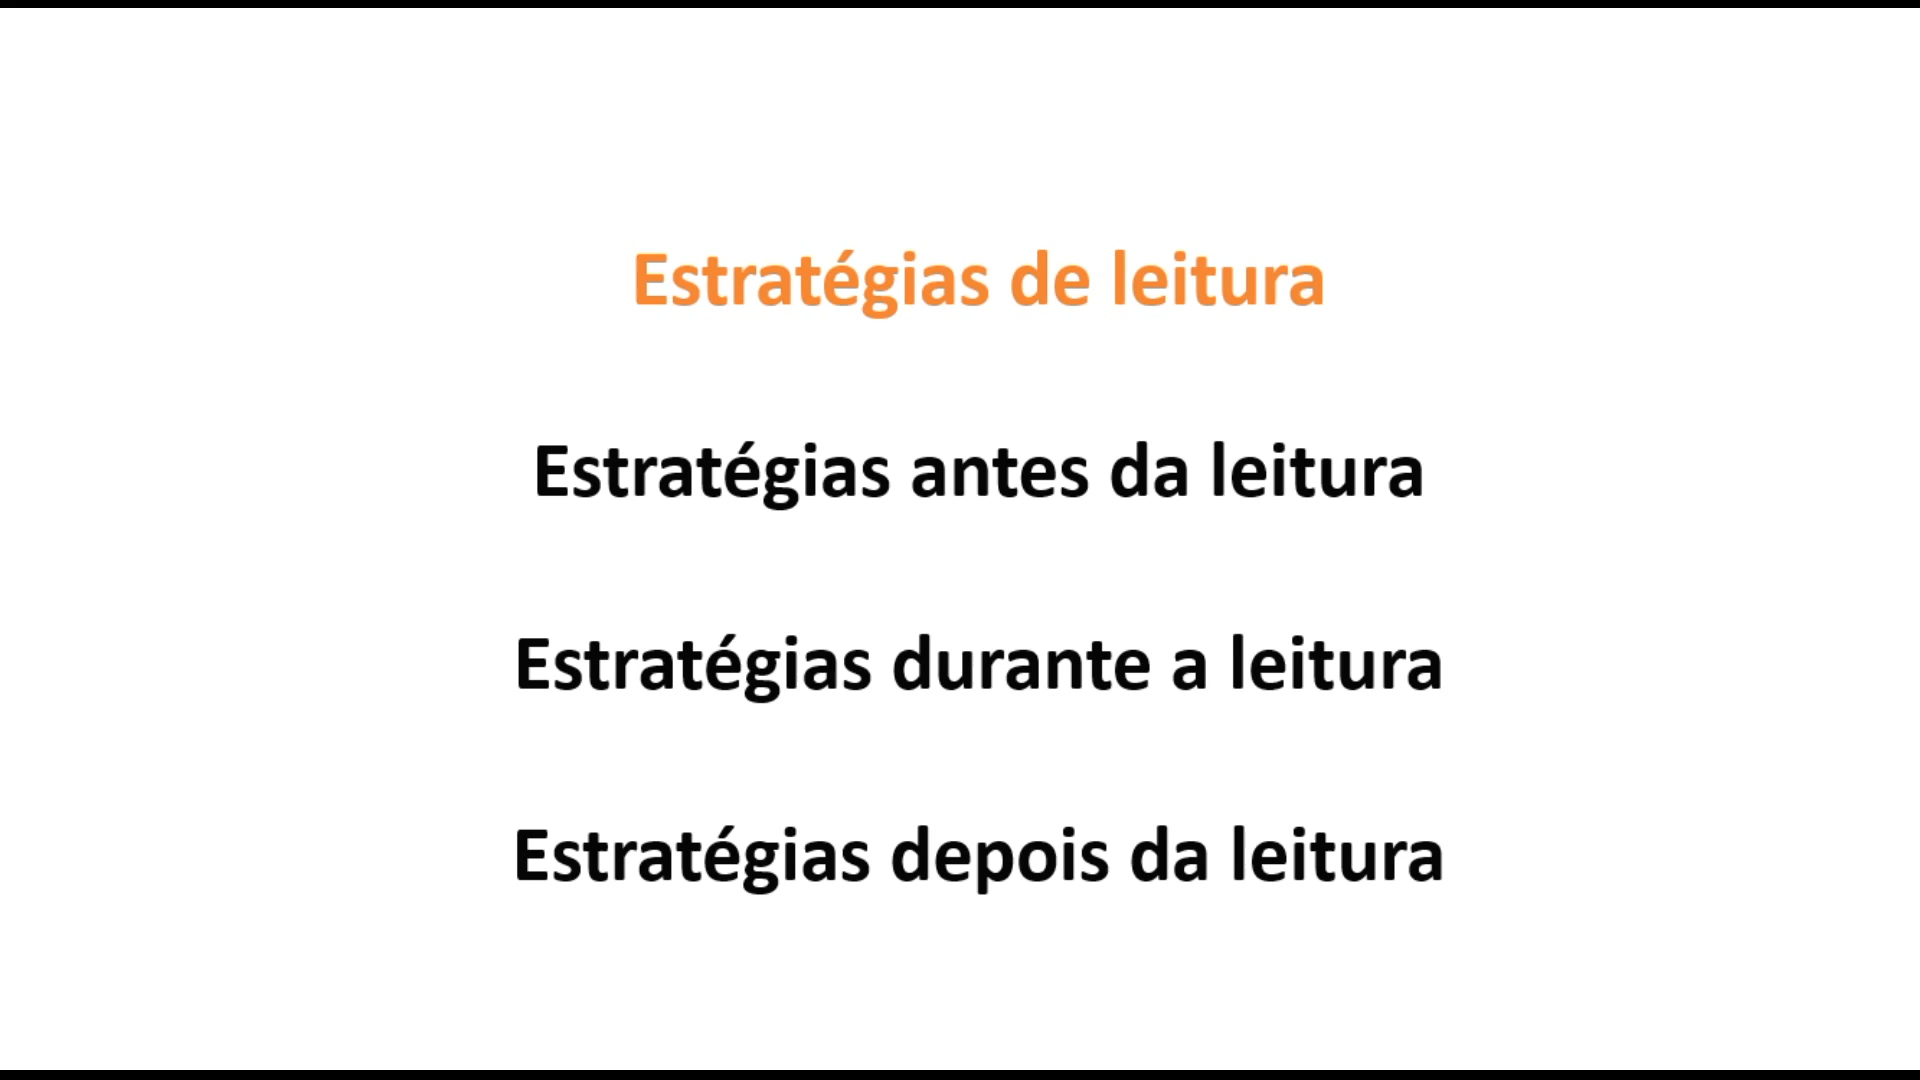 Estratégias de leitura
Estratégias antes da leitura
Estratégias durante a leitura
Estratégias depois da leitura